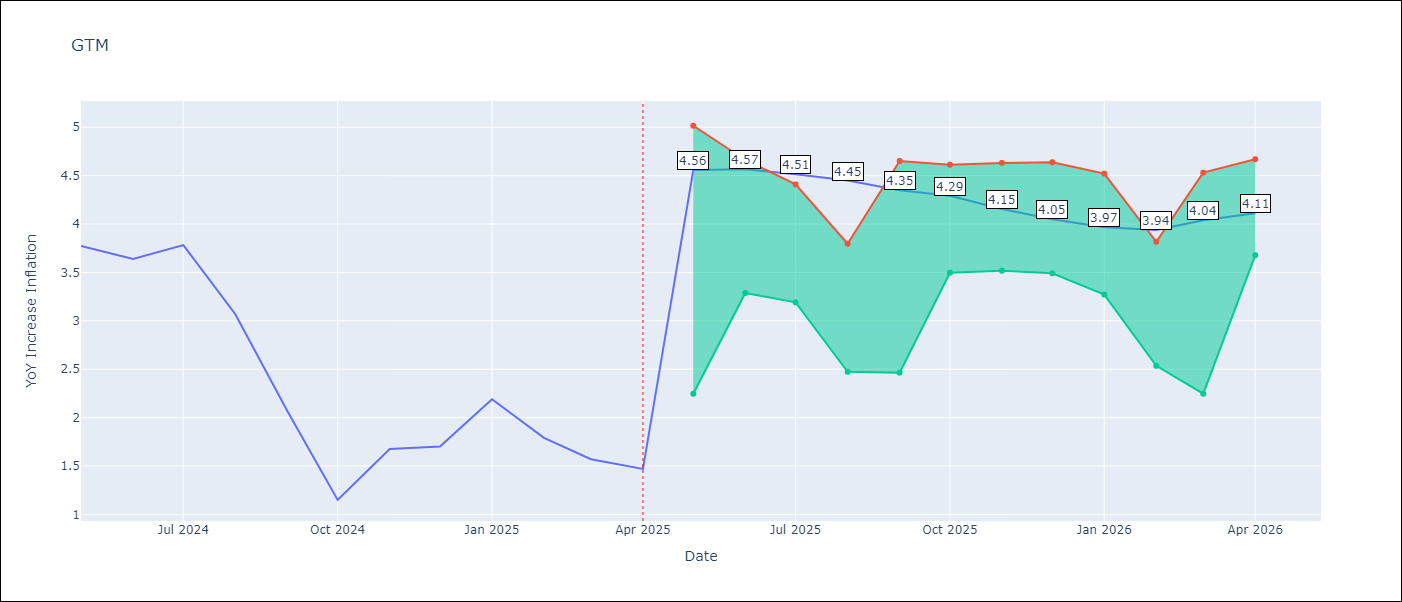 GTM
YoY Increase Inflation
5
4.5
4
3.5
3
2.5
2
1.5
1
4.56
4.57
4.51
4.45
4.35
4.29
4.15
4.05
3.97
3.94
4.04
4.11
Jul 2024
Oct 2024
Jan 2025
Apr 2025
Jul 2025
Oct 2025
Jan 2026
Apr 2026
Date